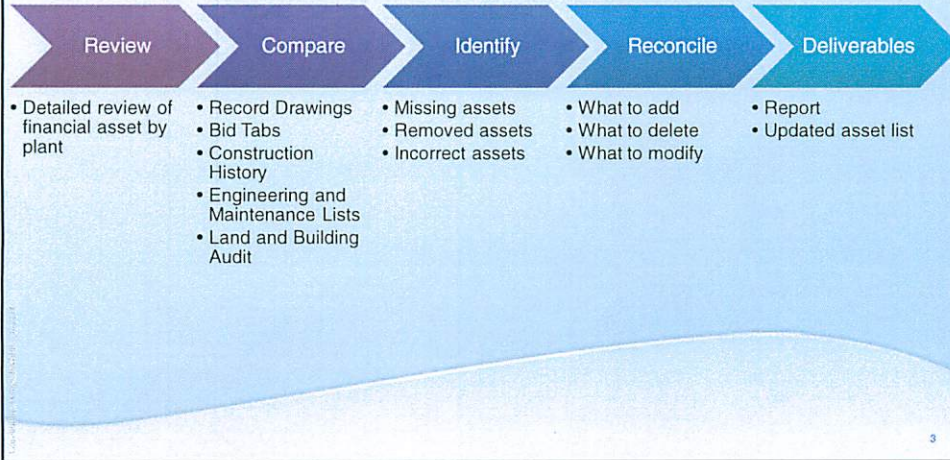 Review
Compare
Identify
Reconcile
Deliverables
• Detailed review of
financial asset by
plant
• Record Drawings
• Bid Tabs
• Construction
History
• Engineering and
Maintenance Lists
• Land and Building
Audit
• Missing assets
• Removed assets
• Incorrect assets
• What to add
• What to delete
• What to modify
• Report
• Updated asset list
3